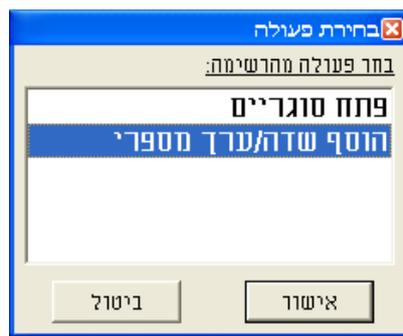 בחירת פעולה
בחר פעולה מהרשימה:
פתח סוגריים
הוסף שדה/ערך מספרי
אישור
ביטול